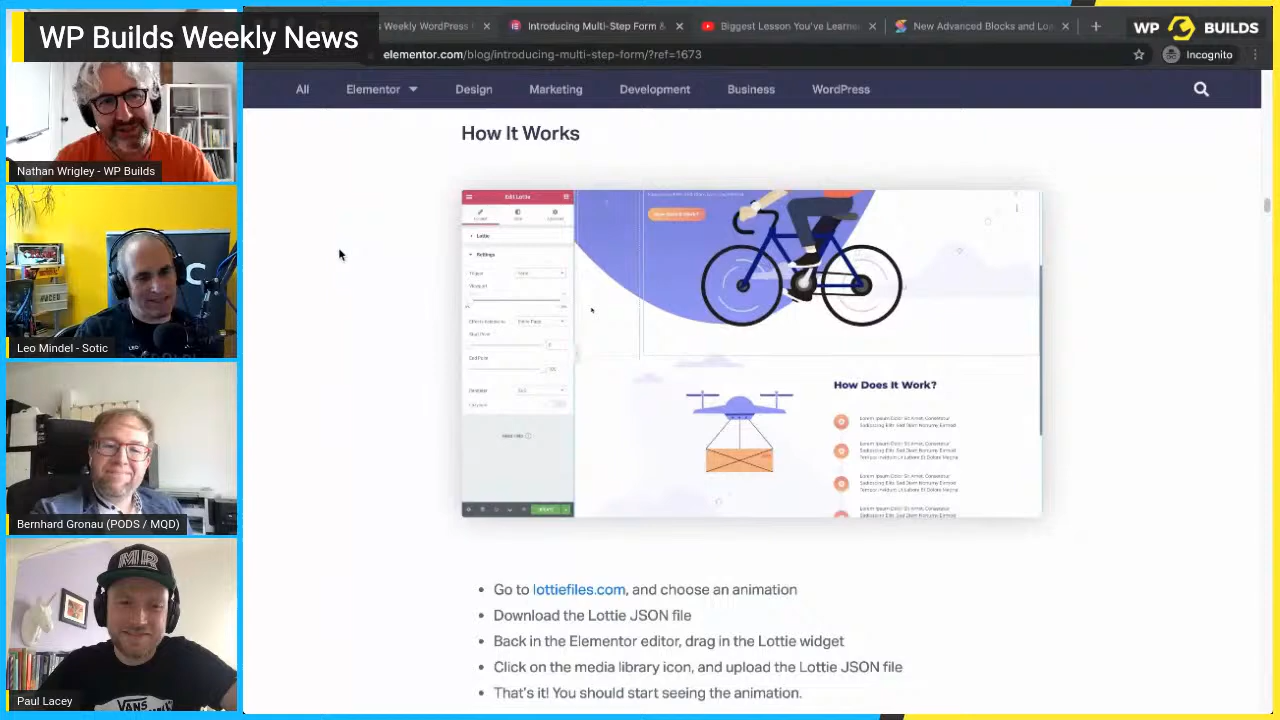 WP Builds Weekly News
s Weekly WordPress
Introducing Multi-Step Form &
Biggest Lesson You've Learne
New Advanced Blocks and Lo
WP BUILDS
elementor.com/blog/introducing-multi-step-form/?ref=1673
Incognito
All
Elementor
Design
Marketing
Development
Business
WordPress
Nathan Wrigley - WP Builds
How It Works
Edit Lottie
Lottie
Settings
How Does It Work?
Leo Mindel - Sotic
Bernhard Gronau (PODS / MQD)
MR
VANS
Paul Lacey
Go to lottiefiles.com, and choose an animation
Download the Lottie JSON file
Back in the Elementor editor, drag in the Lottie widget
Click on the media library icon, and upload the Lottie JSON file
That's it! You should start seeing the animation.